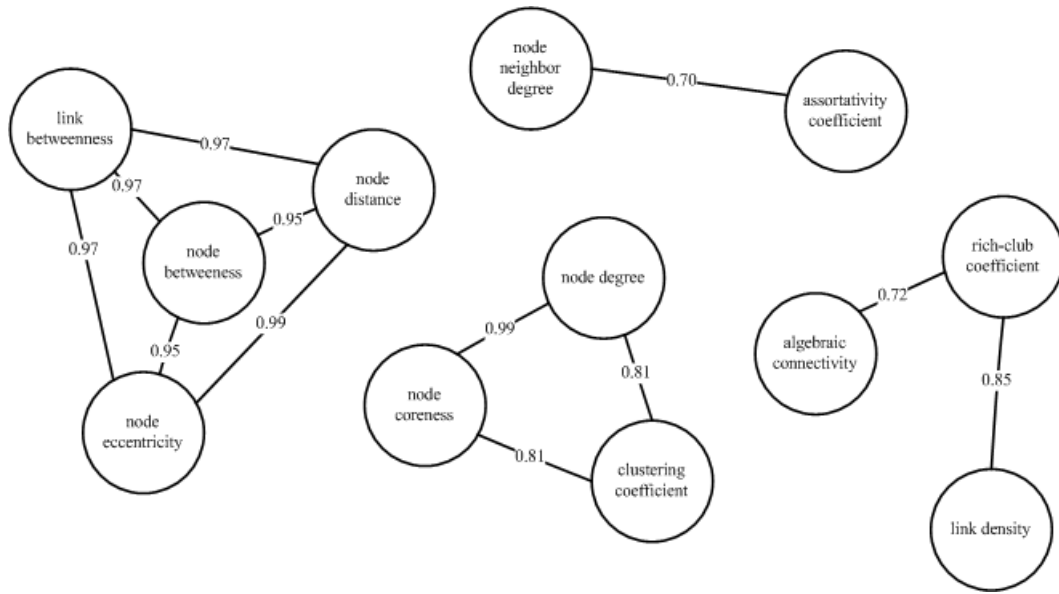 link
betweenness
0.97
node
distance
0.97
0.95
node
betweeness
0.97
0.99
0.95
node
eccentricity
node
neighbor
degree
0.70
assortativity
coefficient
node degree
0.99
0.81
node
coreness
0.81
clustering
coefficient
rich-club
coefficient
0.72
algebraic
connectivity
0.85
link density